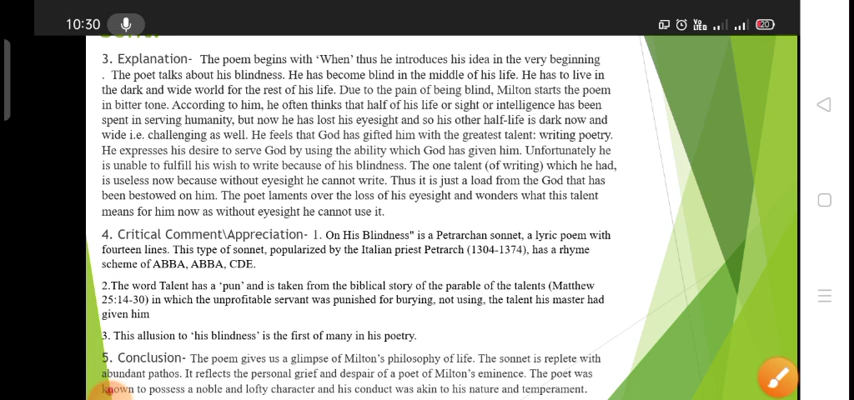 10:30
Vo
LTE
20
3. Explanation- The poem begins with ‘When’ thus he introduces his idea in the very beginning
. The poet talks about his blindness. He has become blind in the middle of his life. He has to live in
the dark and wide world for the rest of his life. Due to the pain of being blind, Milton starts the poem
in bitter tone. According to him, he often thinks that half of his life or sight or intelligence has been
spent in serving humanity, but now he has lost his eyesight and so his other half-life is dark now and
wide i.e. challenging as well. He feels that God has gifted him with the greatest talent: writing poetry.
He expresses his desire to serve God by using the ability which God has given him. Unfortunately he
is unable to fulfill his wish to write because of his blindness. The one talent (of writing) which he had,
is useless now because without eyesight he cannot write. Thus it is just a load from the God that has
been bestowed on him. The poet laments over the loss of his eyesight and wonders what this talent
means for him now as without eyesight he cannot use it.
4. Critical Comment\Appreciation- 1. On His Blindness" is a Petrarchan sonnet, a lyric poem with
fourteen lines. This type of sonnet, popularized by the Italian priest Petrarch (1304-1374), has a rhyme
scheme of ABBA, ABBA, CDE.
2.The word Talent has a ‘pun’ and is taken from the biblical story of the parable of the talents (Matthew
25:14-30) in which the unprofitable servant was punished for burying, not using, the talent his master had
given him
3. This allusion to ‘his blindness’ is the first of many in his poetry.
5. Conclusion- The poem gives us a glimpse of Milton’s philosophy of life. The sonnet is replete with
abundant pathos. It reflects the personal grief and despair of a poet of Milton’s eminence. The poet was
known to possess a noble and lofty character and his conduct was akin to his nature and temperament.